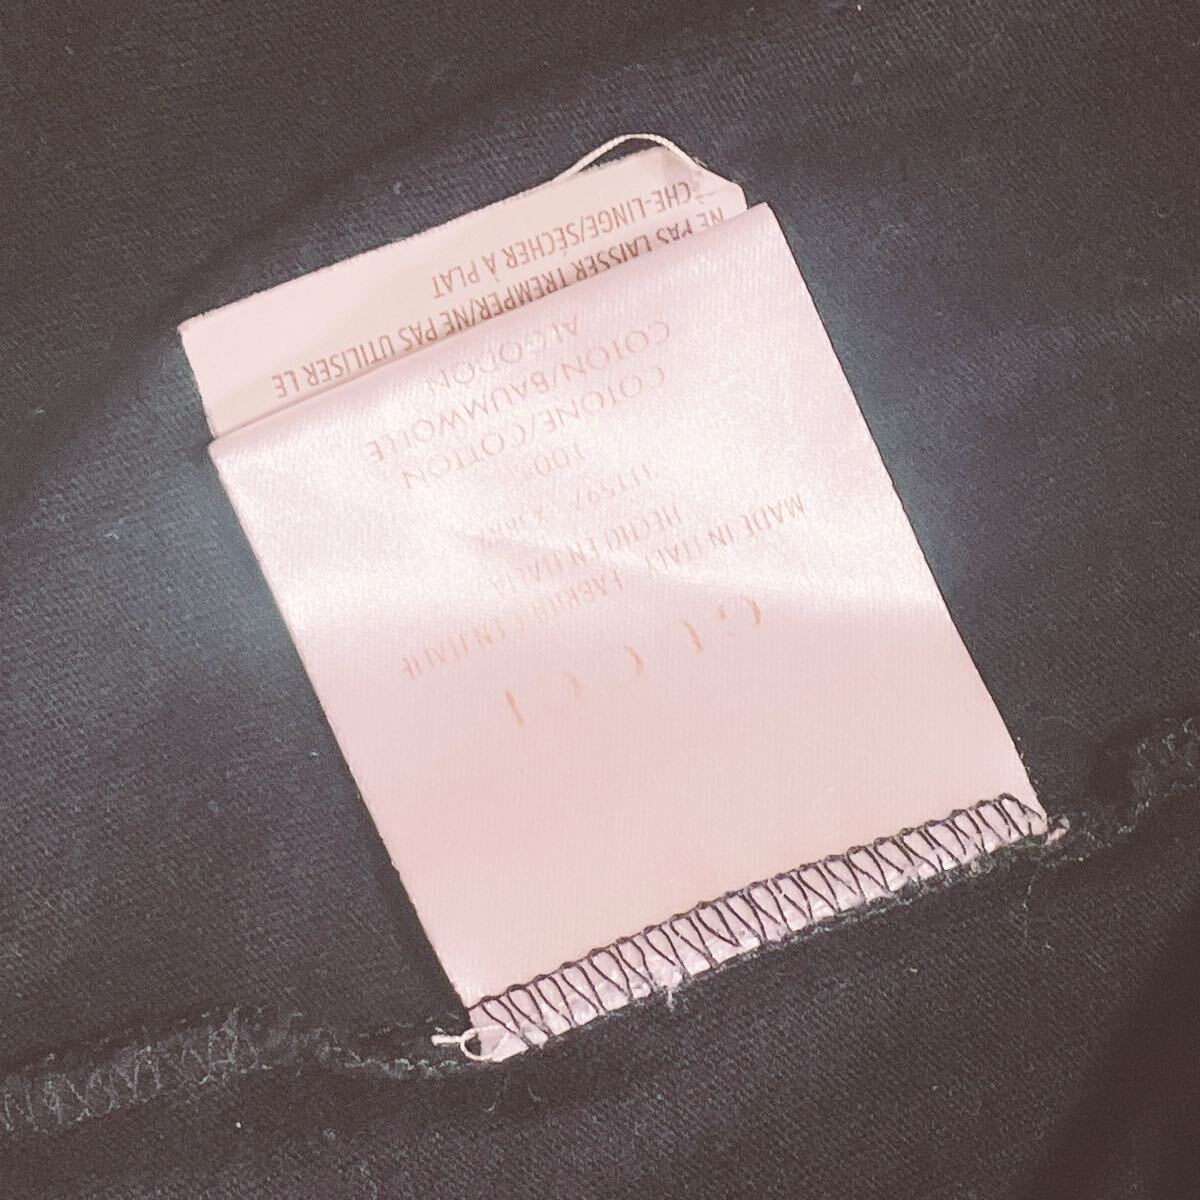 GUCCI
MADE IN ITALY FABRIQUÉ EN ITALIE
HECHO EN ITALIA
100%
COTONE/COTTON
COTON/BAUMWOLLE
ALGODON
NE PAS LAISSER TREMPER/NE PAS UTILISER LE
CHE-LINGE/SÉCHER À PLAT